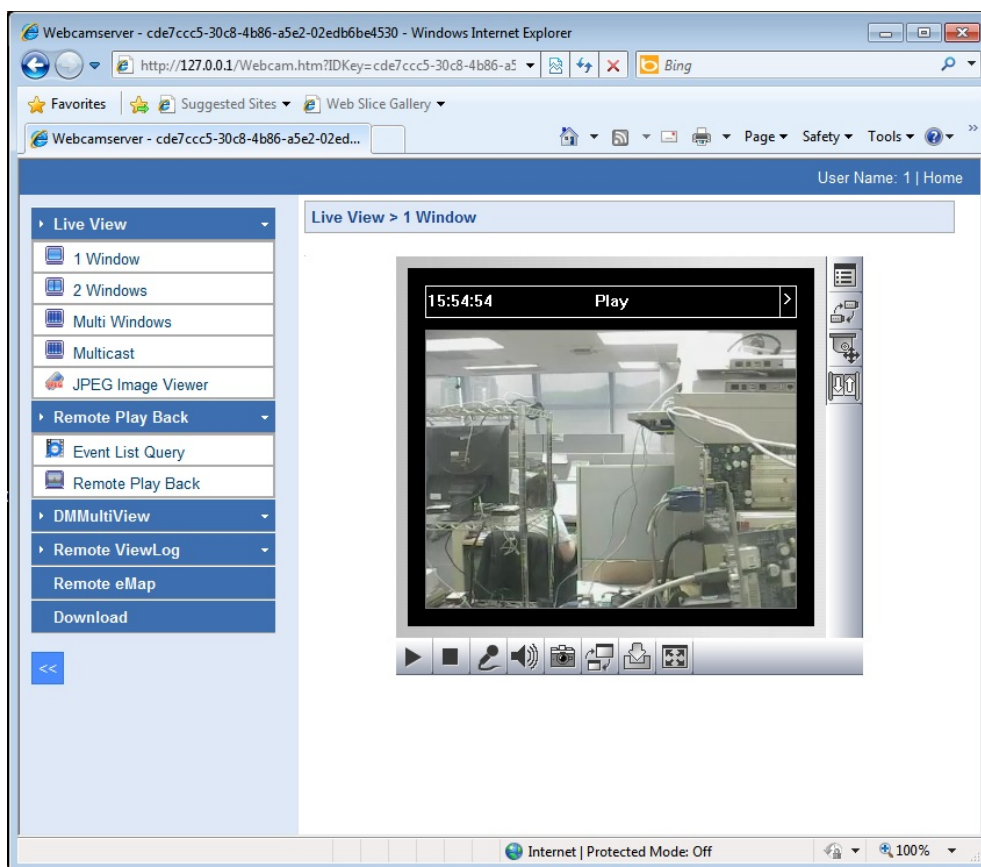 Webcamserver - cde7ccc5-30c8-4b86-a5e2-02edb6be4530 - Windows Internet Explorer
http://127.0.0.1/Webcam.htm?IDKey=cde7ccc5-30c8-4b86-a5
Bing
Favorites
Suggested Sites
Web Slice Gallery
Webcamserver - cde7ccc5-30c8-4b86-a5e2-02ed...
Page
Safety
Tools
User Name: 1 | Home
Live View
1 Window
2 Windows
Multi Windows
Multicast
JPEG Image Viewer
Remote Play Back
Event List Query
Remote Play Back
DMMultiView
Remote ViewLog
Remote eMap
Download
<<
Live View > 1 Window
15:54:54 Play >
Internet | Protected Mode: Off
100%